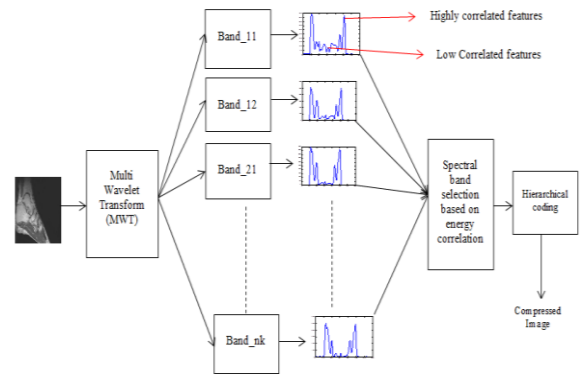 Highly correlated features
Low Correlated features
Band_11
Band_12
Band_21
Band_nk
Multi
Wavelet
Transform
(MWT)
Spectral
band
selection
based on
energy
correlation
Hierarchical
coding
Compressed
Image